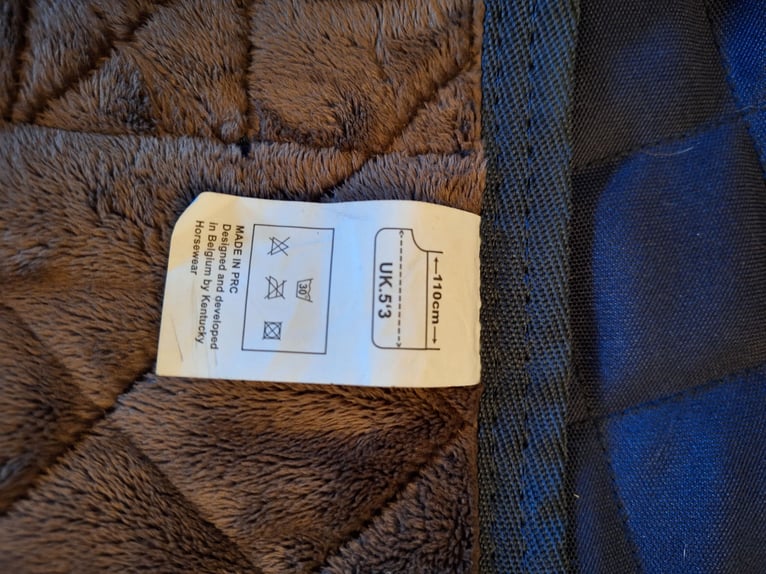 110cm
UK.5'3
30°
MADE IN PRC
Designed and developed
in Belgium by Kentucky
Horsewear